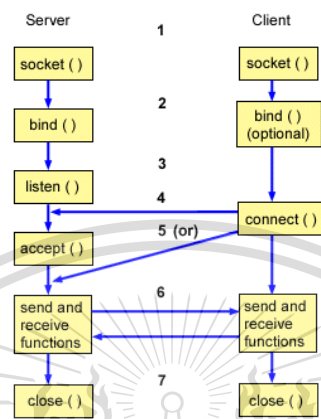 Server
1
Client
socket ( )
socket ( )
2
bind ( )
bind ( )
(optional)
3
listen ( )
4
connect ( )
5 (or)
accept ( )
6
send and
receive
functions
send and
receive
functions
7
close ( )
close ( )